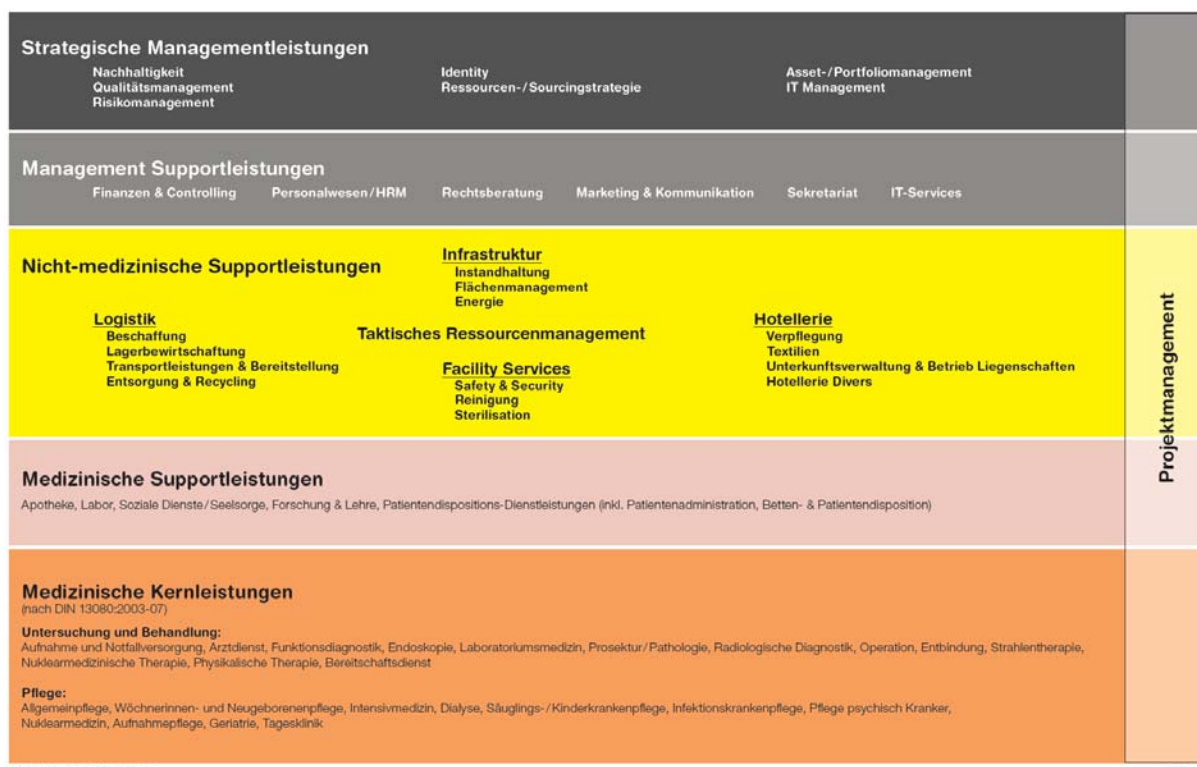 Strategische Managementleistungen
Nachhaltigkeit
Qualitätsmanagement
Risikomanagement
Identity
Ressourcen-/Sourcingstrategie
Asset-/Portfoliomanagement
IT Management
Management Supportleistungen
Finanzen & Controlling Personalwesen/HRM Rechtsberatung Marketing & Kommunikation Sekretariat IT-Services
Nicht-medizinische Supportleistungen
Infrastruktur
Instandhaltung
Flächenmanagement
Energie
Logistik
Beschaffung
Lagerbewirtschaftung
Transportleistungen & Bereitstellung
Entsorgung & Recycling
Taktisches Ressourcenmanagement
Facility Services
Safety & Security
Reinigung
Sterilisation
Hotellerie
Verpflegung
Textilien
Unterkunftsverwaltung & Betrieb Liegenschaften
Hotellerie Divers
Medizinische Supportleistungen
Apotheke, Labor, Soziale Dienste/Seelsorge, Forschung & Lehre, Patientendispositions-Dienstleistungen (inkl. Patientenadministration, Betten- & Patientendisposition)
Medizinische Kernleistungen
(nach DIN 13080:2003-07)
Untersuchung und Behandlung:
Aufnahme und Notfallversorgung, Arztdienst, Funktionsdiagnostik, Endoskopie, Laboratoriumsmedizin, Prosektur/Pathologie, Radiologische Diagnostik, Operation, Entbindung, Strahlentherapie,
Nuklearmedizinische Therapie, Physikalische Therapie, Bereitschaftsdienst
Pflege:
Allgemeinpflege, Wöchnerinnen- und Neugeborenenpflege, Intensivmedizin, Dialyse, Säuglings-/Kinderkrankenpflege, Infektionskrankenpflege, Pflege psychisch Kranker,
Nuklearmedizin, Aufnahmepflege, Geriatrie, Tagesklinik
Projektmanagement